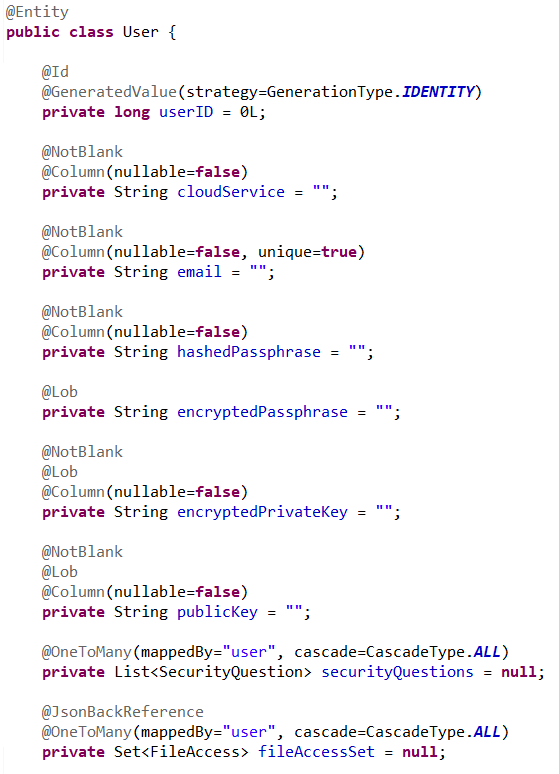 @Entity
public class User {
@Id
@GeneratedValue(strategy=GenerationType.IDENTITY)
private long userID = 0L;
@NotBlank
@Column(nullable=false)
private String cloudService = "";
@NotBlank
@Column(nullable=false, unique=true)
private String email = "";
@NotBlank
@Column(nullable=false)
private String hashedPassphrase = "";
@Lob
private String encryptedPassphrase = "";
@NotBlank
@Lob
@Column(nullable=false)
private String encryptedPrivateKey = "";
@NotBlank
@Lob
@Column(nullable=false)
private String publicKey = "";
@OneToMany(mappedBy="user", cascade=CascadeType.ALL)
private List<SecurityQuestion> securityQuestions = null;
@JsonBackReference
@OneToMany(mappedBy="user", cascade=CascadeType.ALL)
private Set<FileAccess> fileAccessSet = null;